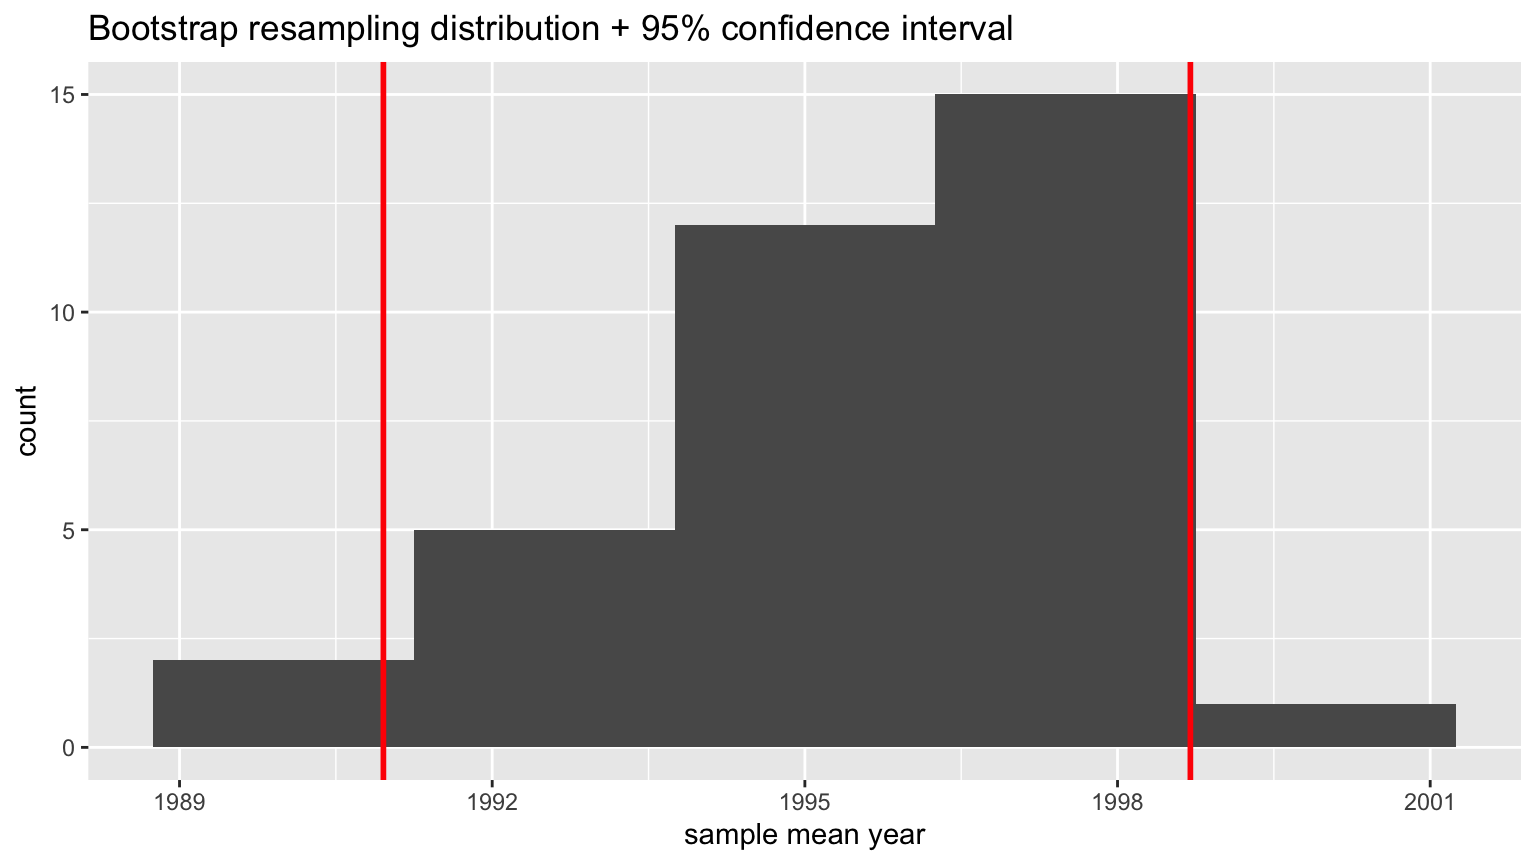 Bootstrap resampling distribution + 95% confidence interval
15
10
5
0
count
1989 1992 1995 1998 2001
sample mean year